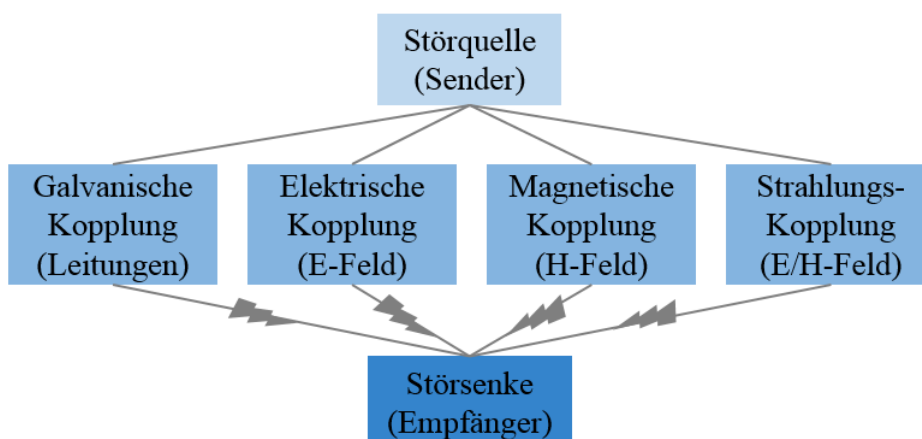 Störquelle
(Sender)
Galvanische
Kopplung
(Leitungen)
Elektrische
Kopplung
(E-Feld)
Magnetische
Kopplung
(H-Feld)
Strahlungs-
Kopplung
(E/H-Feld)
Störsenke
(Empfänger)